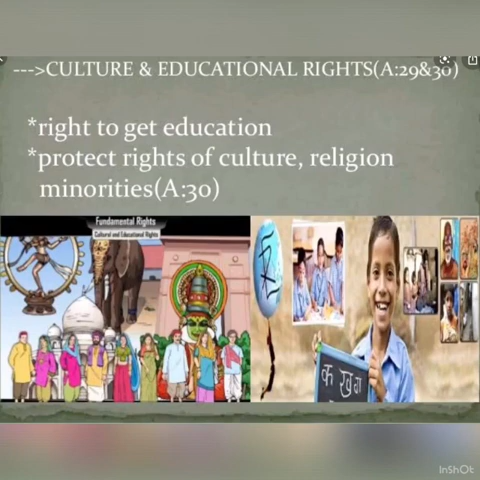 --->CULTURE & EDUCATIONAL RIGHTS(A:29&30)
*right to get education
*protect rights of culture, religion
minorities(A:30)
Fundamental Rights
Cultural and Educational Rights
क ख ग
InShOt